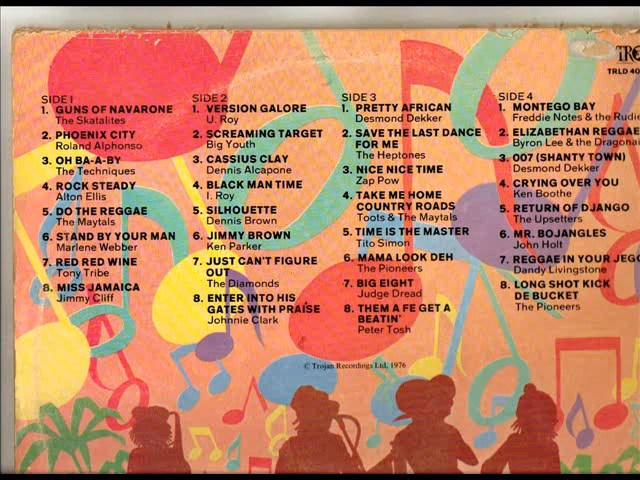 TRO
TRLD 40
SIDE 1
1. GUNS OF NAVARONE
The Skatalites
2. PHOENIX CITY
Roland Alphonso
3. OH BA-A-BY
The Techniques
4. ROCK STEADY
Alton Ellis
5. DO THE REGGAE
The Maytals
6. STAND BY YOUR MAN
Marlene Webber
7. RED RED WINE
Tony Tribe
8. MISS JAMAICA
Jimmy Cliff
SIDE 2
1. VERSION GALORE
U. Roy
2. SCREAMING TARGET
Big Youth
3. CASSIUS CLAY
Dennis Alcapone
4. BLACK MAN TIME
I. Roy
5. SILHOUETTE
Dennis Brown
6. JIMMY BROWN
Ken Parker
7. JUST CAN'T FIGURE
OUT
The Diamonds
8. ENTER INTO HIS
GATES WITH PRAISE
Johnnie Clark
SIDE 3
1. PRETTY AFRICAN
Desmond Dekker
2. SAVE THE LAST DANCE
FOR ME
The Heptones
3. NICE NICE TIME
Zap Pow
4. TAKE ME HOME
COUNTRY ROADS
Toots & The Maytals
5. TIME IS THE MASTER
Tito Simon
6. MAMA LOOK DEH
The Pioneers
7. BIG EIGHT
Judge Dread
8. THEM A FE GET A
BEATIN'
Peter Tosh
SIDE 4
1. MONTEGO BAY
Freddie Notes & the Rudie
2. ELIZABETHAN REGGAE
Byron Lee & the Dragonai
3. 007 (SHANTY TOWN)
Desmond Dekker
4. CRYING OVER YOU
Ken Boothe
5. RETURN OF DJANGO
The Upsetters
6. MR. BOJANGLES
John Holt
7. REGGAE IN YOUR JEGG
Dandy Livingstone
8. LONG SHOT KICK
DE BUCKET
The Pioneers
© Trojan Recordings Ltd, 1976